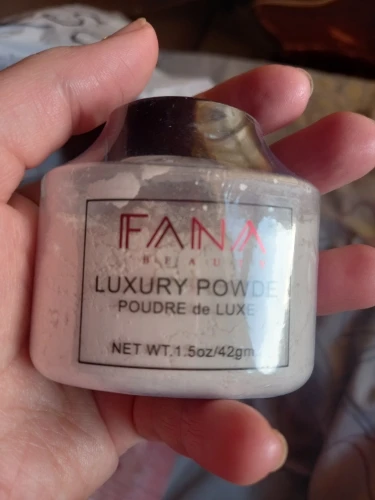 FANA
BEAUTY
LUXURY POWDE
POUDRE de LUXE
NET WT.1.5oz/42gm